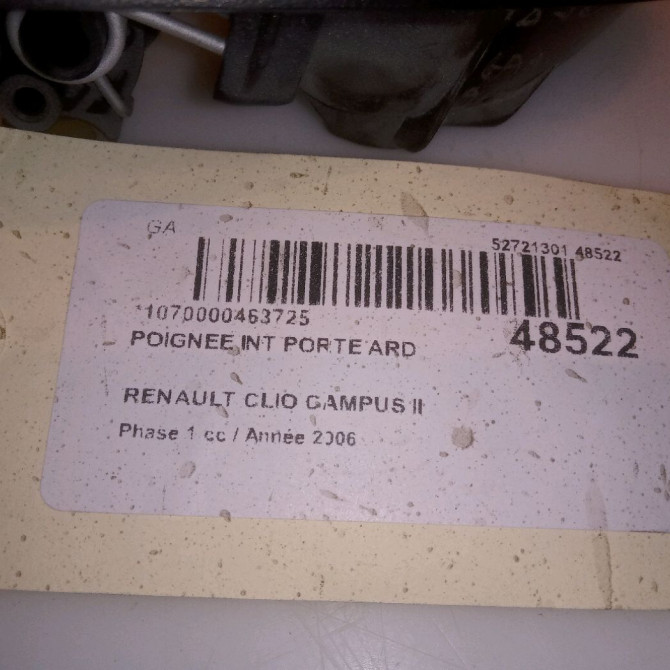 GA
52721301 48522
*1070000463725
48522
POIGNEE INT PORTE ARD
RENAULT CLIO CAMPUS II
Phase 1 cc / Année 2006